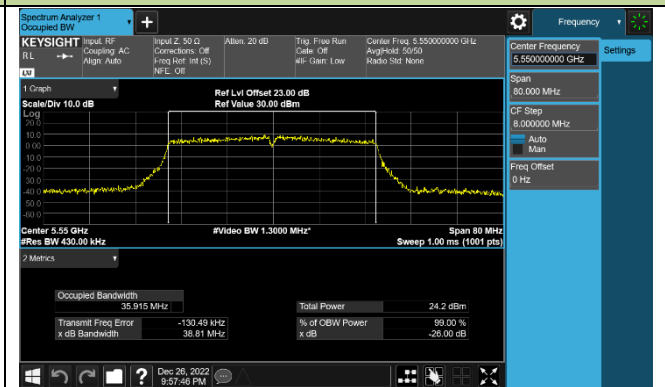 Spectrum Analyzer 1
Occupied BW
Frequency
KEYSIGHT
RL
LXI
Input: RF
Coupling: AC
Align: Auto
Input Z: 50 Ω
Corrections: Off
Freq Ref: Int (S)
NFE: Off
Atten: 20 dB
Trig: Free Run
Gate: Off
#IF Gain: Low
Center Freq: 5.550000000 GHz
Avg|Hold: 50/50
Radio Std: None
Center Frequency
5.550000000 GHz
Settings
Span
80.000 MHz
CF Step
8.000000 MHz
Auto
Man
Freq Offset
0 Hz
1 Graph
Scale/Div 10.0 dB
Ref Lvl Offset 23.00 dB
Ref Value 30.00 dBm
Log
20.0
10.0
0.00
-10.0
-20.0
-30.0
-40.0
-50.0
-60.0
Center 5.55 GHz
#Video BW 1.3000 MHz*
Span 80 MHz
#Res BW 430.00 kHz
Sweep 1.00 ms (1001 pts)
2 Metrics
Occupied Bandwidth
35.915 MHz
Total Power 24.2 dBm
Transmit Freq Error -130.49 kHz
% of OBW Power 99.00 %
x dB Bandwidth 38.81 MHz
x dB -26.00 dB
?
Dec 26, 2022
9:57:46 PM